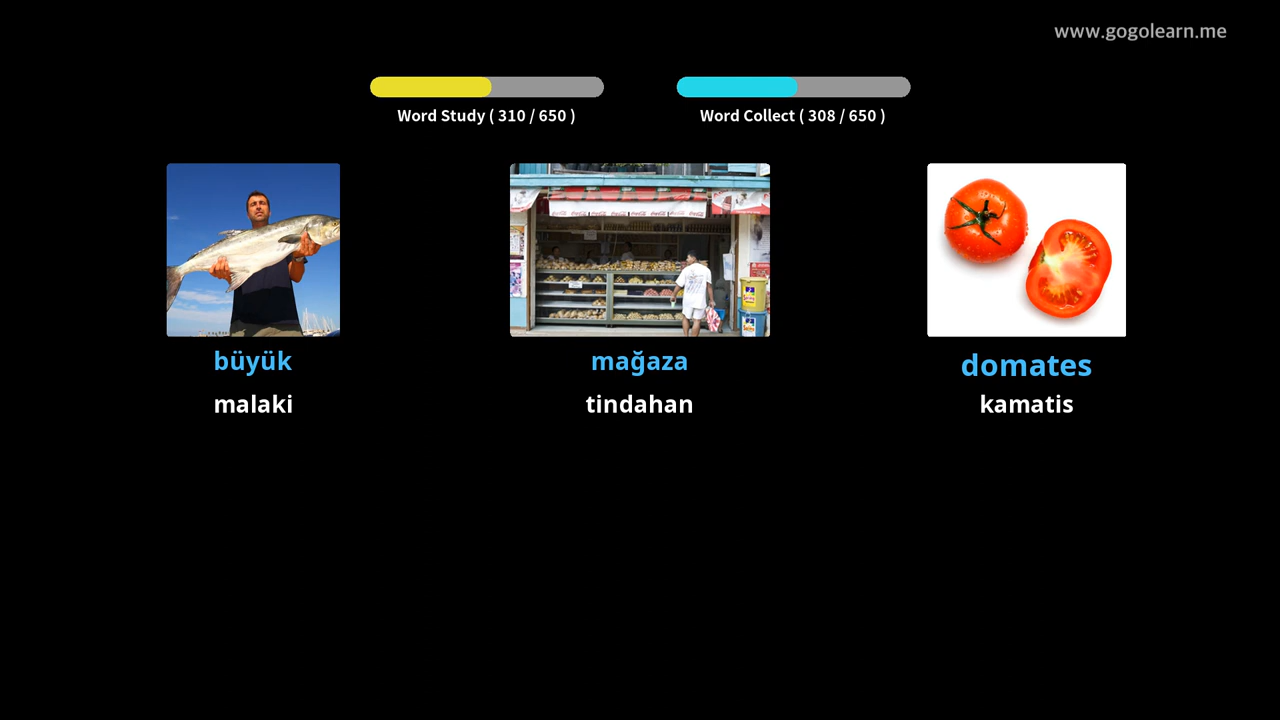 www.gogolearn.me
Word Study ( 310 / 650 )
Word Collect ( 308 / 650 )
büyük
mağaza
domates
malaki
tindahan
kamatis